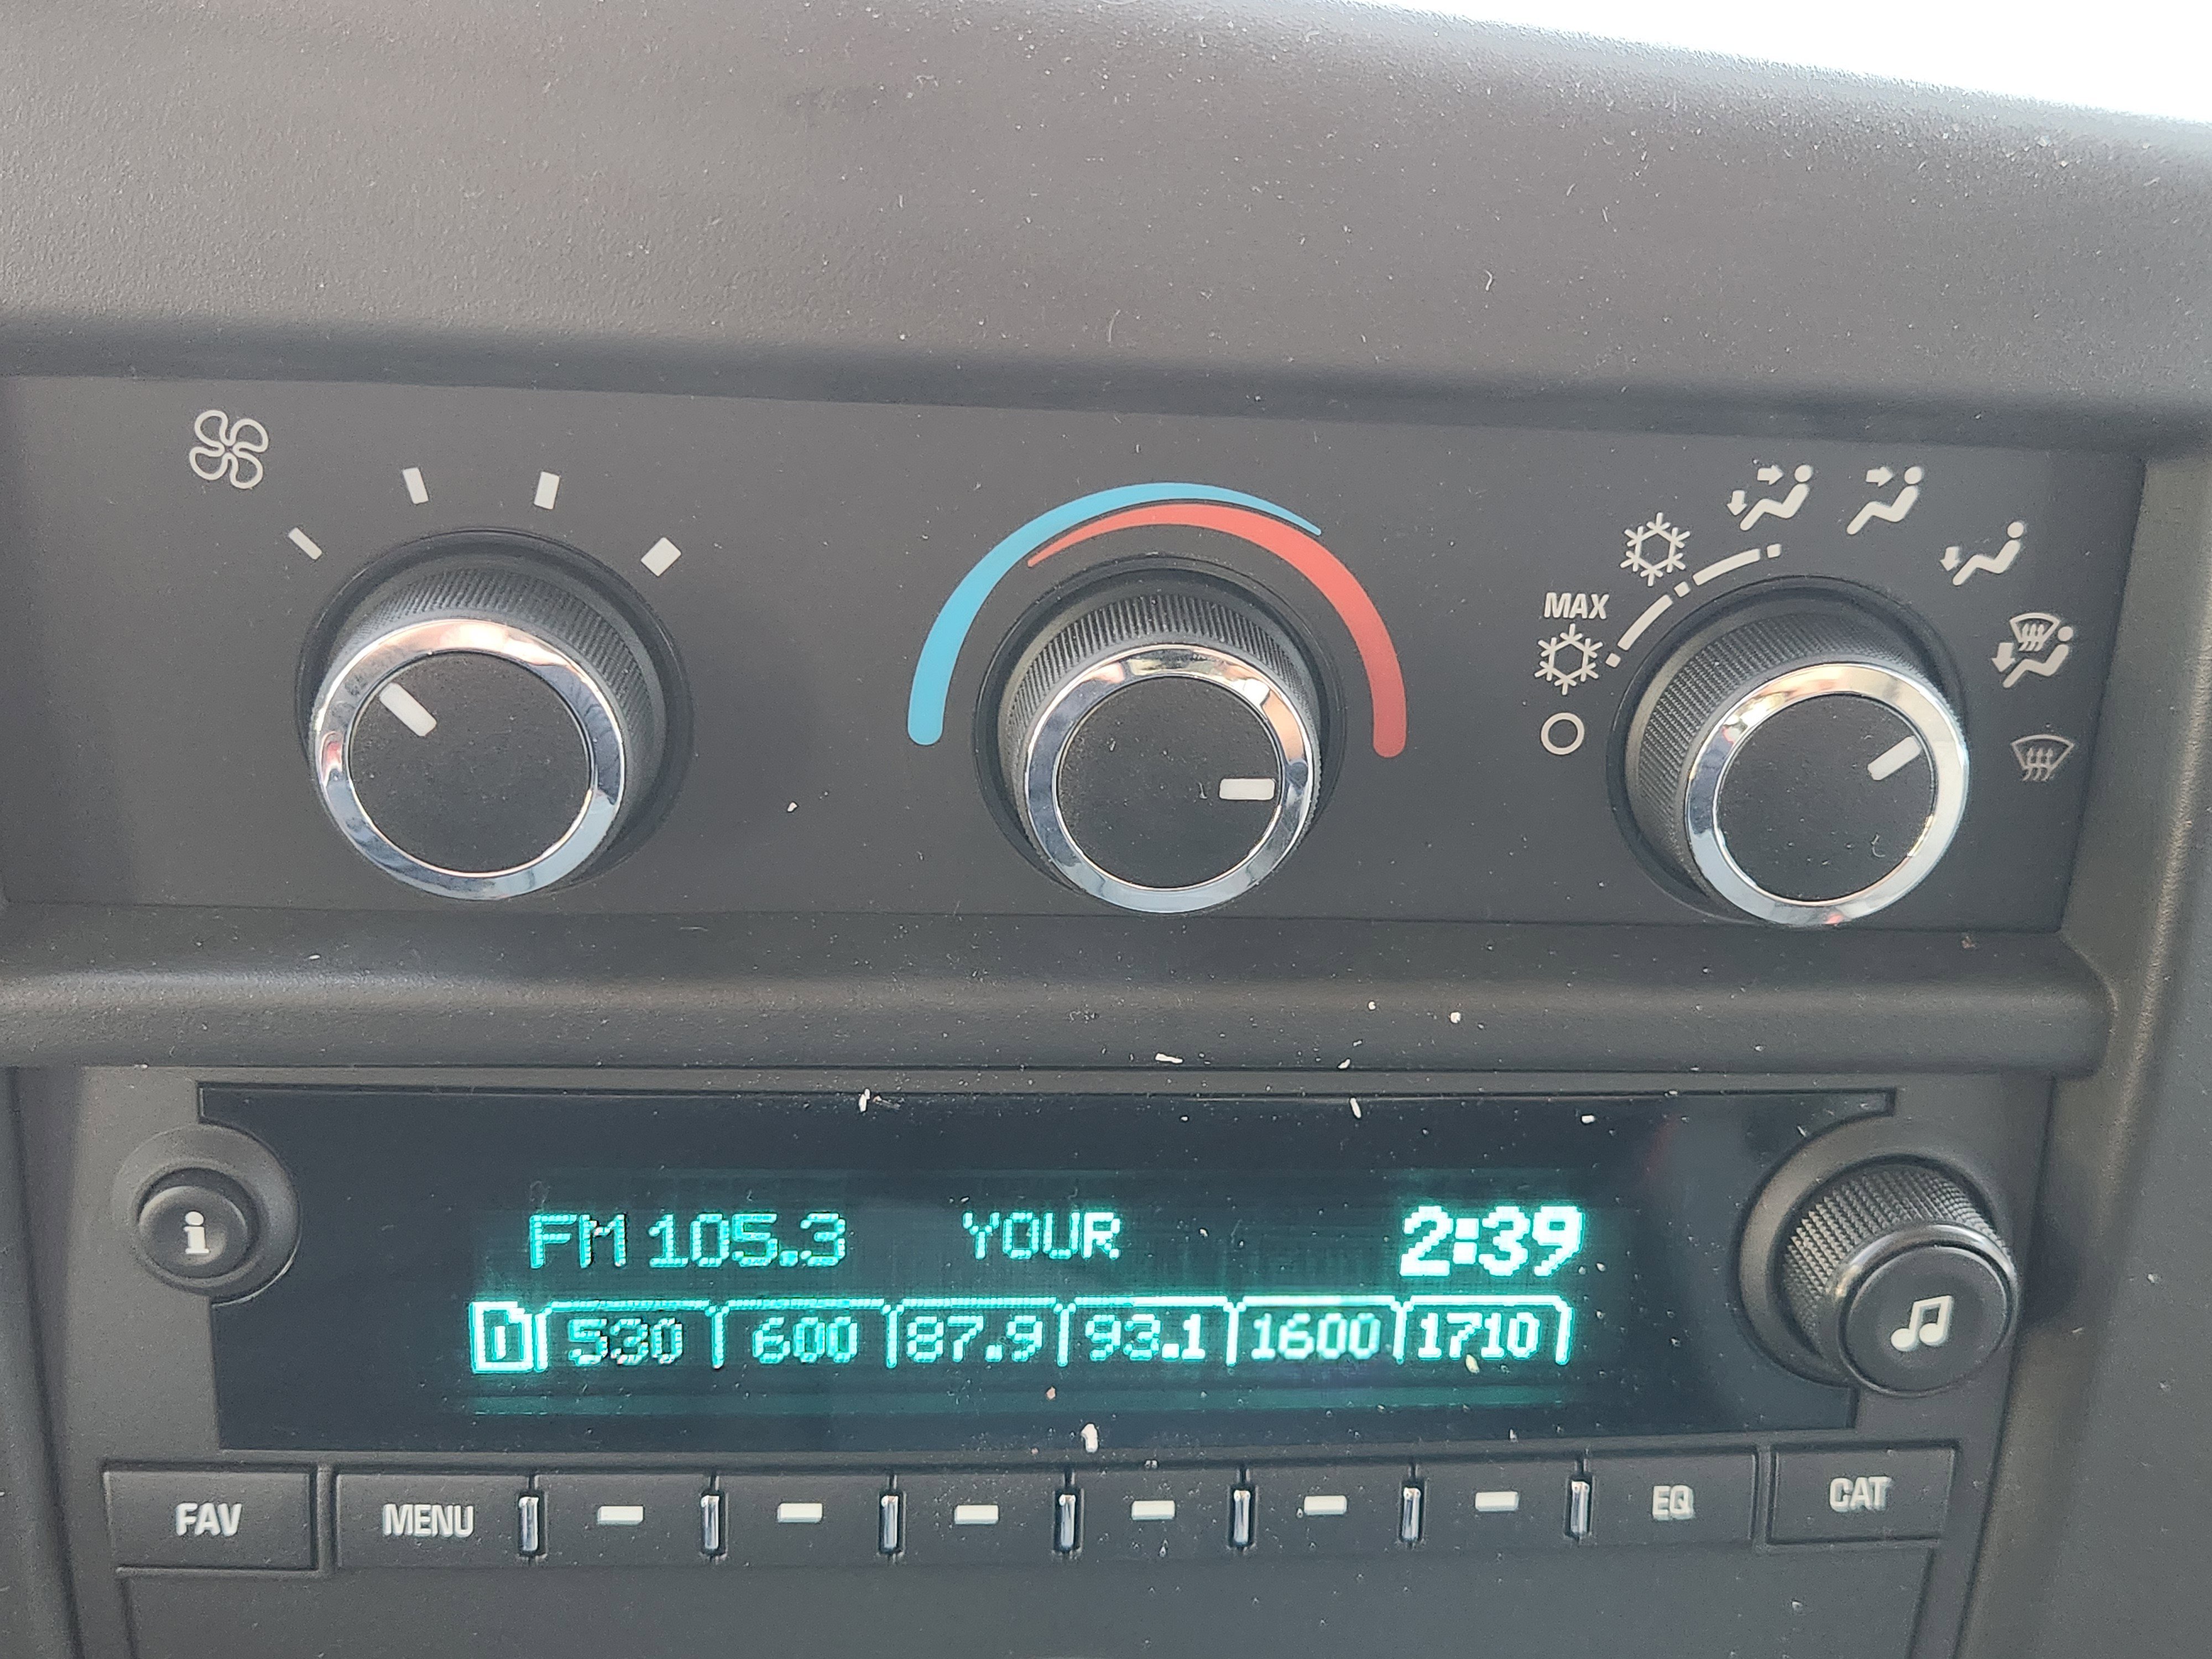 MAX
FM 105.3 YOUR 2:39
1 530 600 87.9 93.1 1600 1710
i
FAV MENU EQ CAT